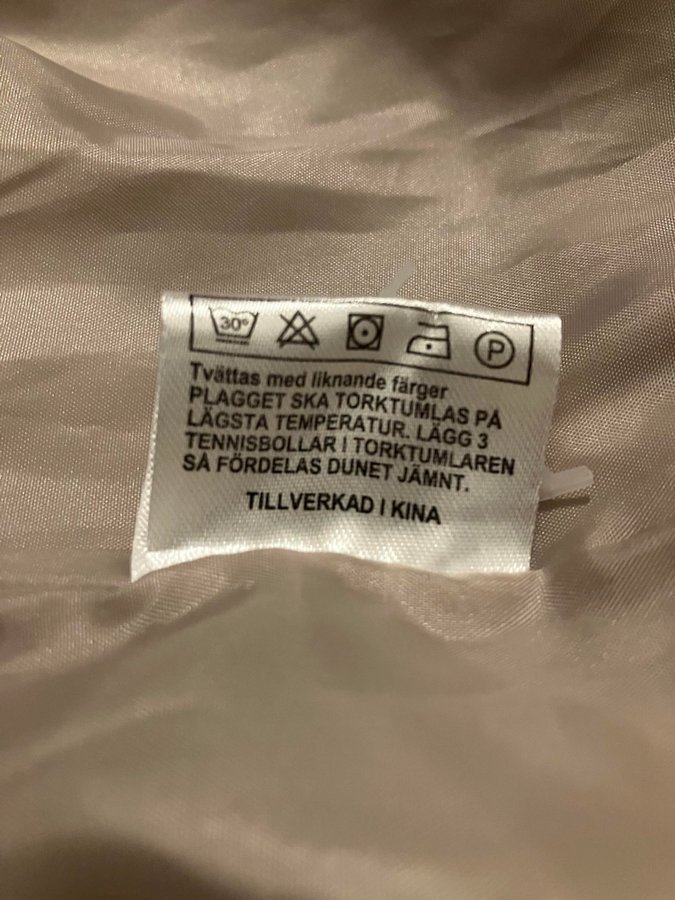 30°
P
Tvättas med liknande färger
PLAGGET SKA TORKTUMLAS PÅ
LÄGSTA TEMPERATUR. LÄGG 3
TENNISBOLLAR I TORKTUMLAREN
SÅ FÖRDELAS DUNET JÄMNT.
TILLVERKAD I KINA